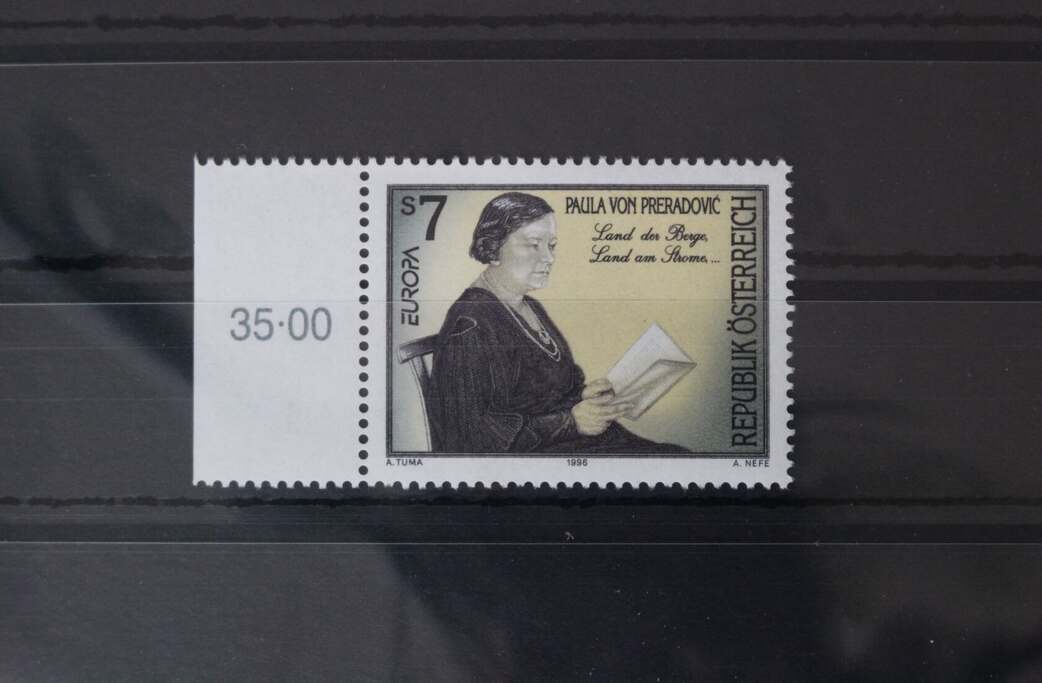 35·00
S7
EUROPA
PAULA VON PRERADOVIĆ
Land der Berge,
Land am Strome,...
REPUBLIK ÖSTERREICH
A. TUMA
1996
A. NEFE